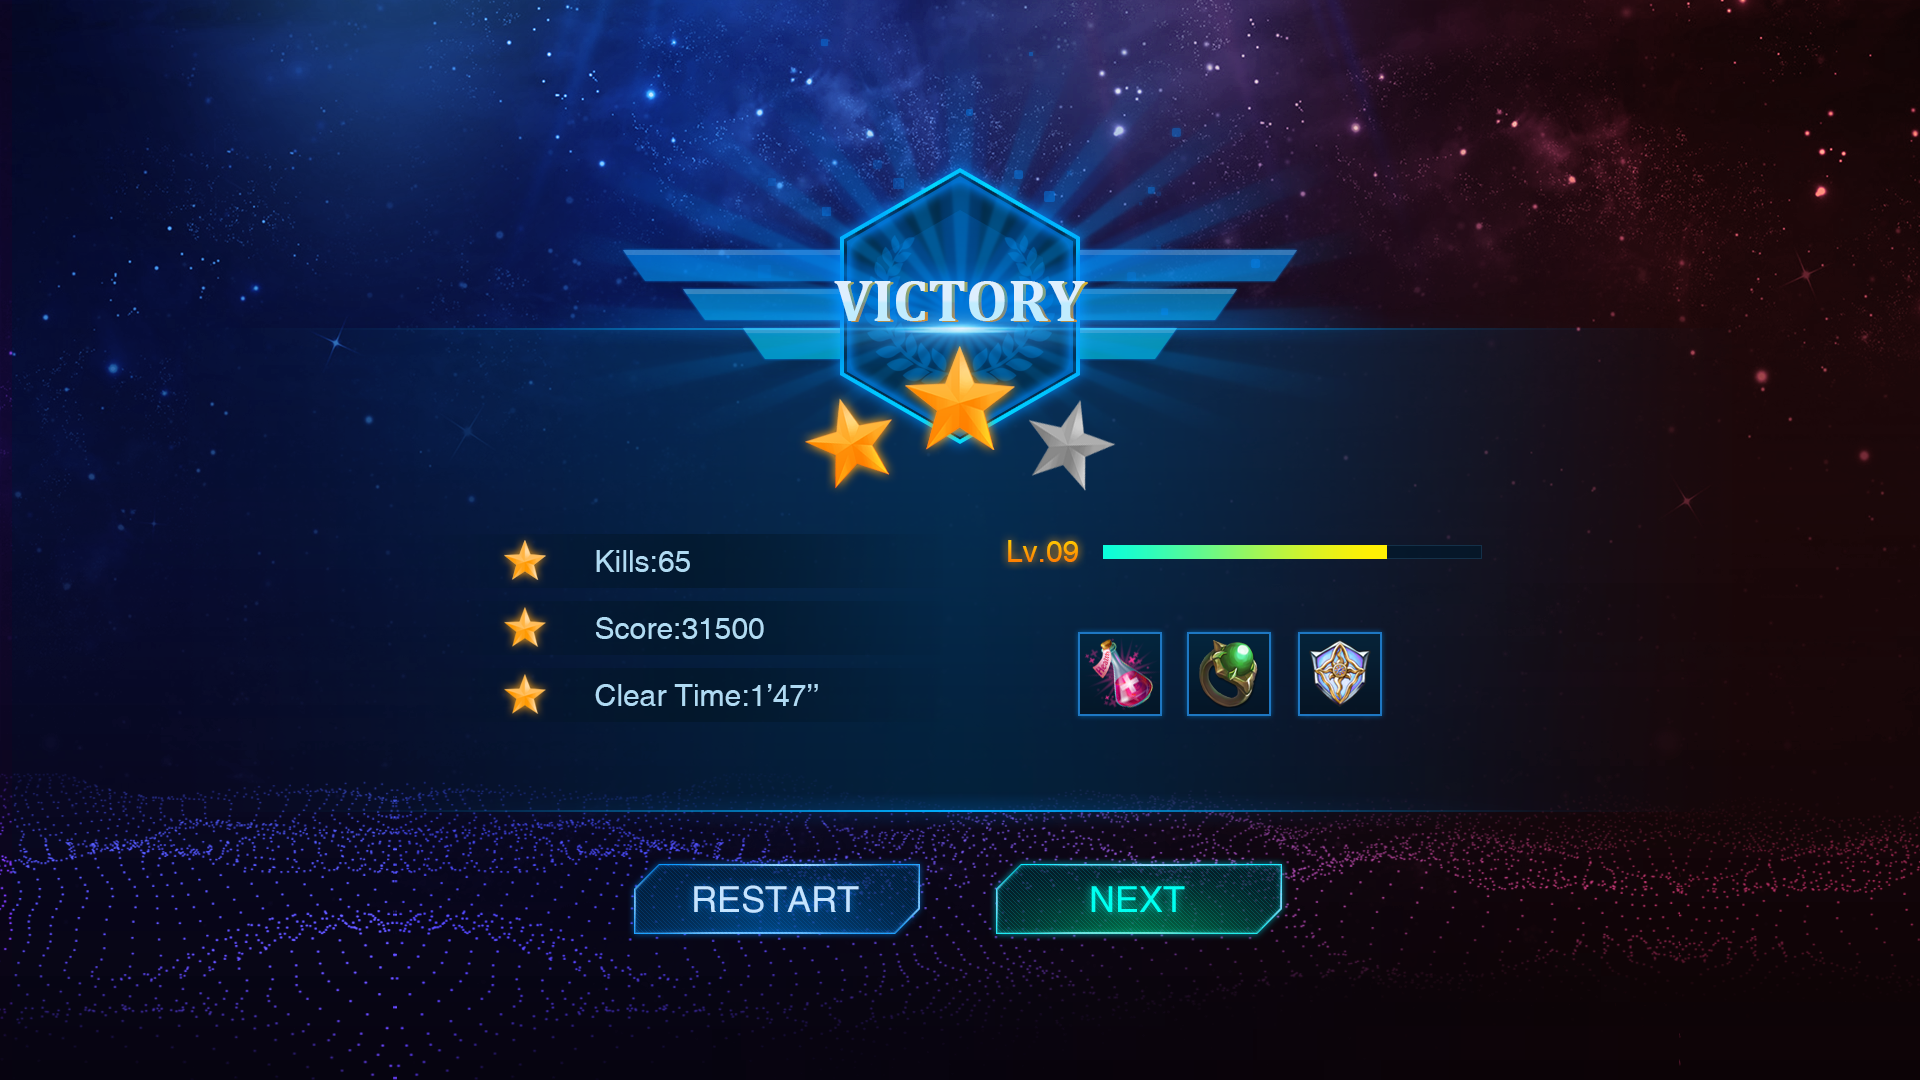 VICTORY
Kills:65
Score:31500
Clear Time:1’47’’
Lv.09
RESTART
NEXT